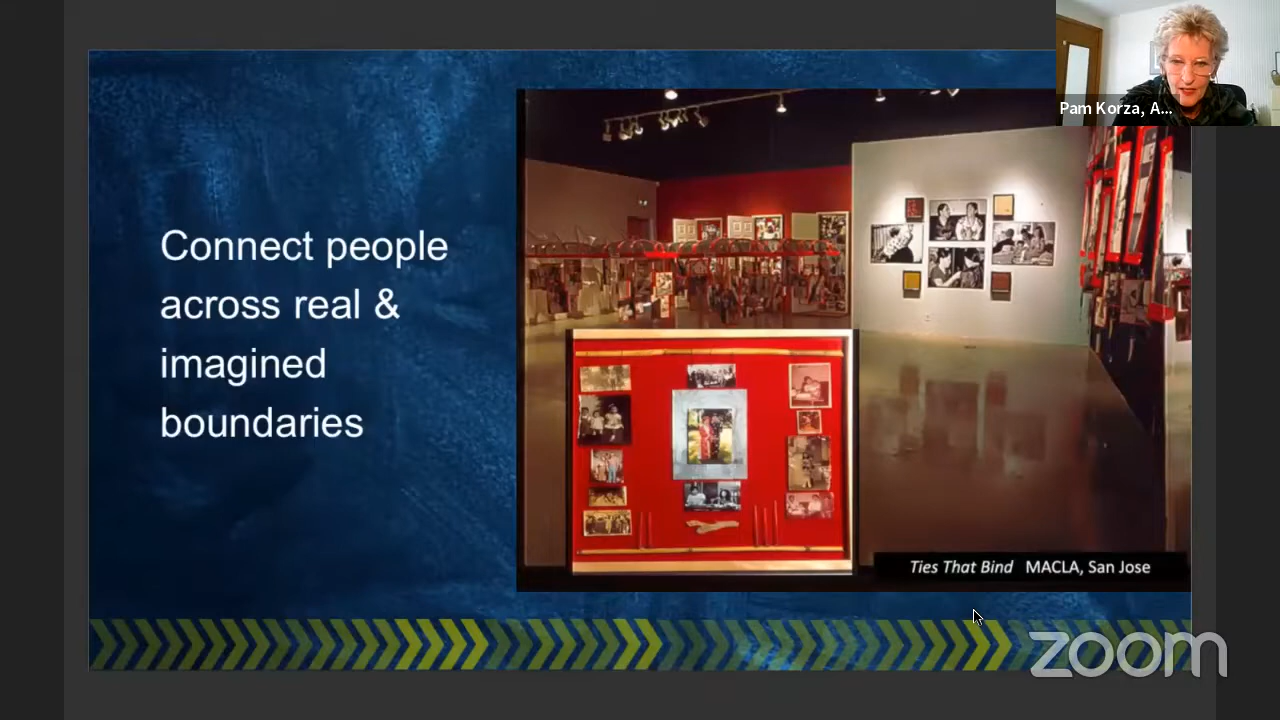 Pam Korza, A...
Connect people
across real &
imagined
boundaries
Ties That Bind MACLA, San Jose
zoom